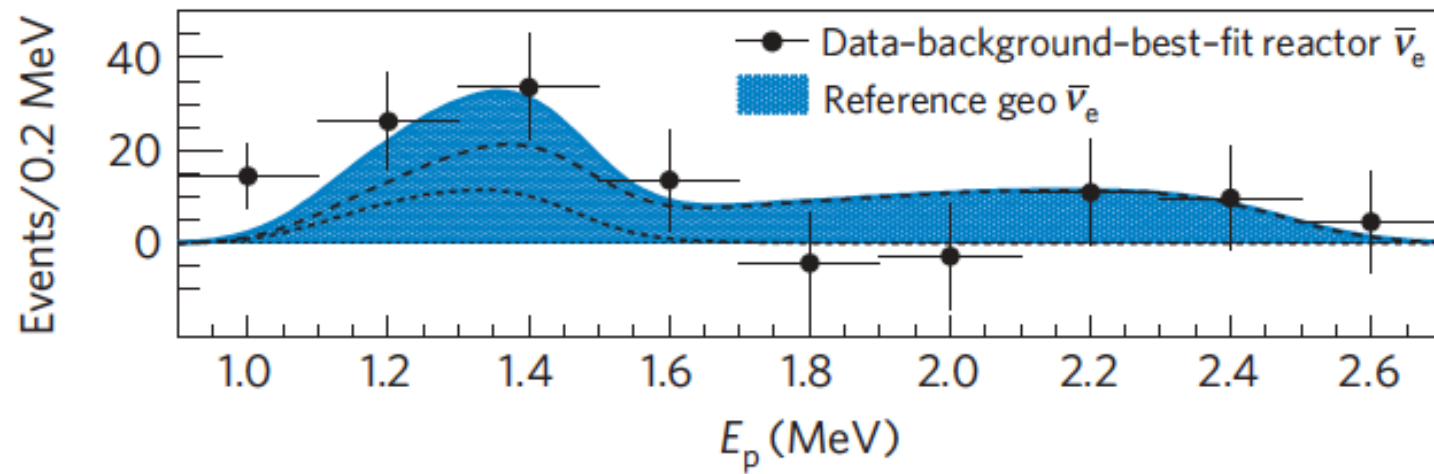 Events/0.2 MeV
40
20
0
Data–background–best-fit reactor ν̅ₑ
Reference geo ν̅ₑ
1.0 1.2 1.4 1.6 1.8 2.0 2.2 2.4 2.6
Eₚ (MeV)